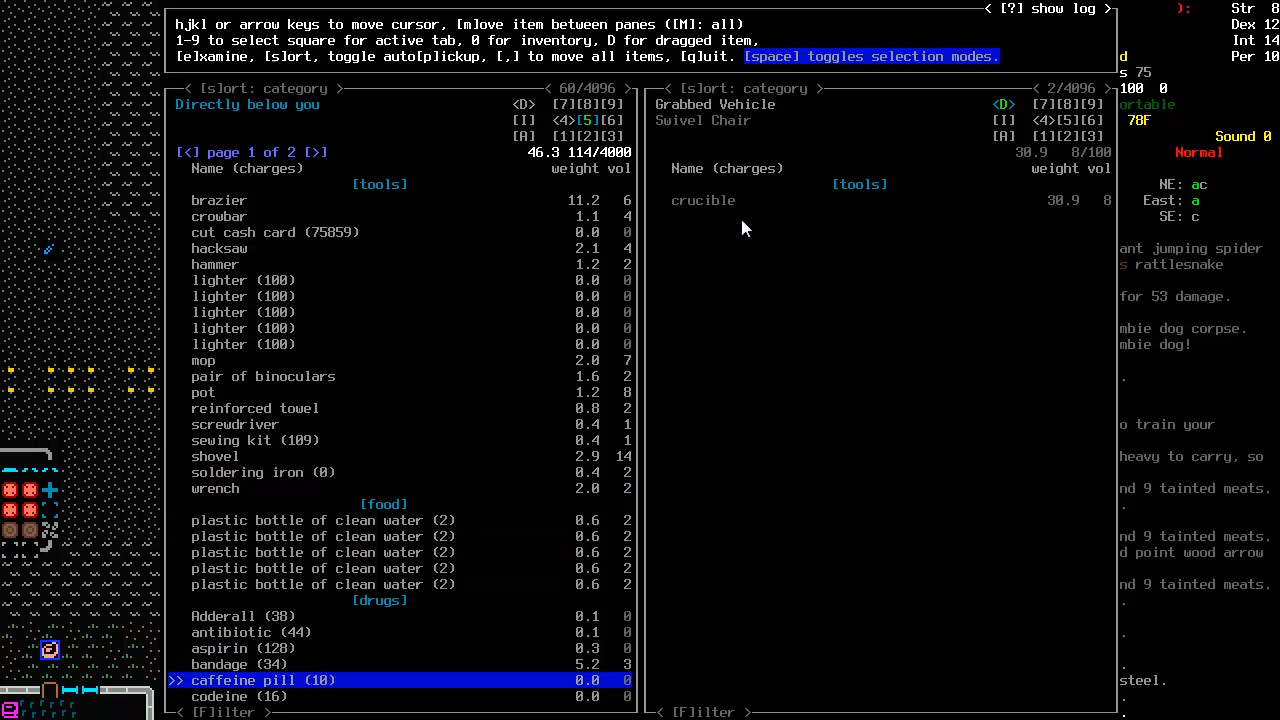 < [?] show log >
hjkl or arrow keys to move cursor, [m]ove item between panes ([M]: all)
1-9 to select square for active tab, 0 for inventory, D for dragged item,
[e]xamine, [s]ort, toggle auto[p]ickup, [,] to move all items, [q]uit. [space] toggles selection modes.
< [s]ort: category > < 60/4096 >
Directly below you <D> [7][8][9]
[I] <4>[5][6]
[A] [1][2][3]
[<] page 1 of 2 [>] 46.3 114/4000
Name (charges) weight vol
[tools]
brazier 11.2 6
crowbar 1.1 4
cut cash card (75859) 0.0 0
hacksaw 2.1 4
hammer 1.2 2
lighter (100) 0.0 0
lighter (100) 0.0 0
lighter (100) 0.0 0
lighter (100) 0.0 0
lighter (100) 0.0 0
mop 2.0 7
pair of binoculars 1.6 2
pot 1.2 8
reinforced towel 0.8 2
screwdriver 0.4 1
sewing kit (109) 0.4 1
shovel 2.9 14
soldering iron (0) 0.4 2
wrench 2.0 2
[food]
plastic bottle of clean water (2) 0.6 2
plastic bottle of clean water (2) 0.6 2
plastic bottle of clean water (2) 0.6 2
plastic bottle of clean water (2) 0.6 2
plastic bottle of clean water (2) 0.6 2
[drugs]
Adderall (38) 0.1 0
antibiotic (44) 0.1 0
aspirin (128) 0.3 0
bandage (34) 5.2 3
>> caffeine pill (10) 0.0 0
codeine (16) 0.0 0
< [F]ilter >
< [s]ort: category > < 2/4096 >
Grabbed Vehicle <D> [7][8][9]
Swivel Chair [I] <4>[5][6]
[A] [1][2][3]
30.9 8/100
Name (charges) weight vol
[tools]
crucible 30.9 8
< [F]ilter >
): Str 8
Dex 12
Int 14
d Per 10
s 75
100 0
ortable
78F
Sound 0
Normal
NE: ac
East: a
SE: c
ant jumping spider
s rattlesnake
for 53 damage.
mbie dog corpse.
mbie dog!
.
o train your
heavy to carry, so
nd 9 tainted meats.
.
nd 9 tainted meats.
d point wood arrow
nd 9 tainted meats.
.
.
.
steel.
.
.